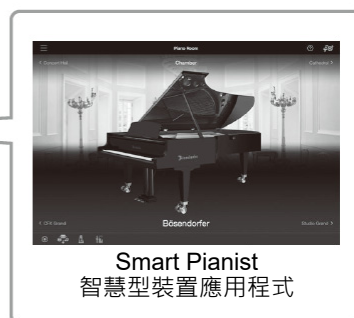 Piano Room
< Concert Hall
Chamber
Cathedral >
Bösendorfer
< CFX Grand
Bösendorfer
Studio Grand >
Smart Pianist
智慧型裝置應用程式